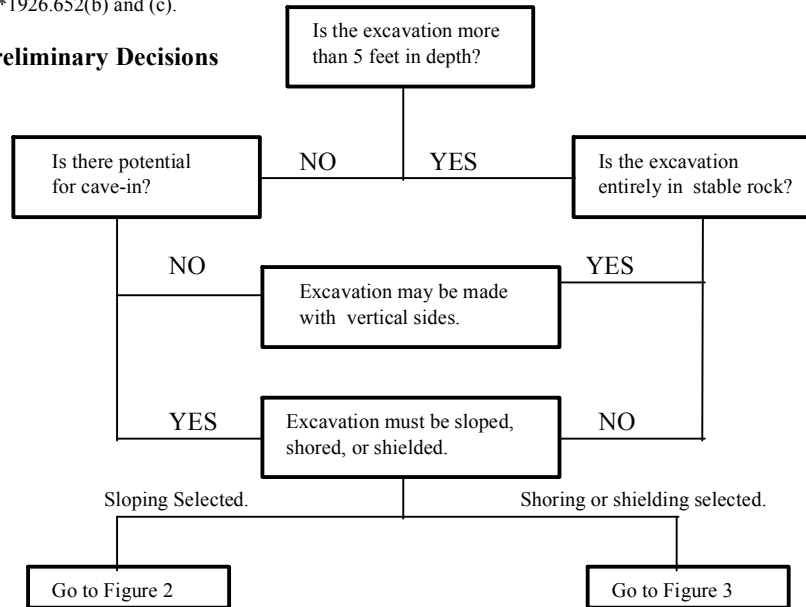 *1926.652(b) and (c).
Is the excavation more
than 5 feet in depth?
reliminary Decisions
Is there potential
for cave-in?
NO
YES
Is the excavation
entirely in stable rock?
NO
YES
Excavation may be made
with vertical sides.
YES
Excavation must be sloped,
shored, or shielded.
NO
Sloping Selected.
Shoring or shielding selected.
Go to Figure 2
Go to Figure 3